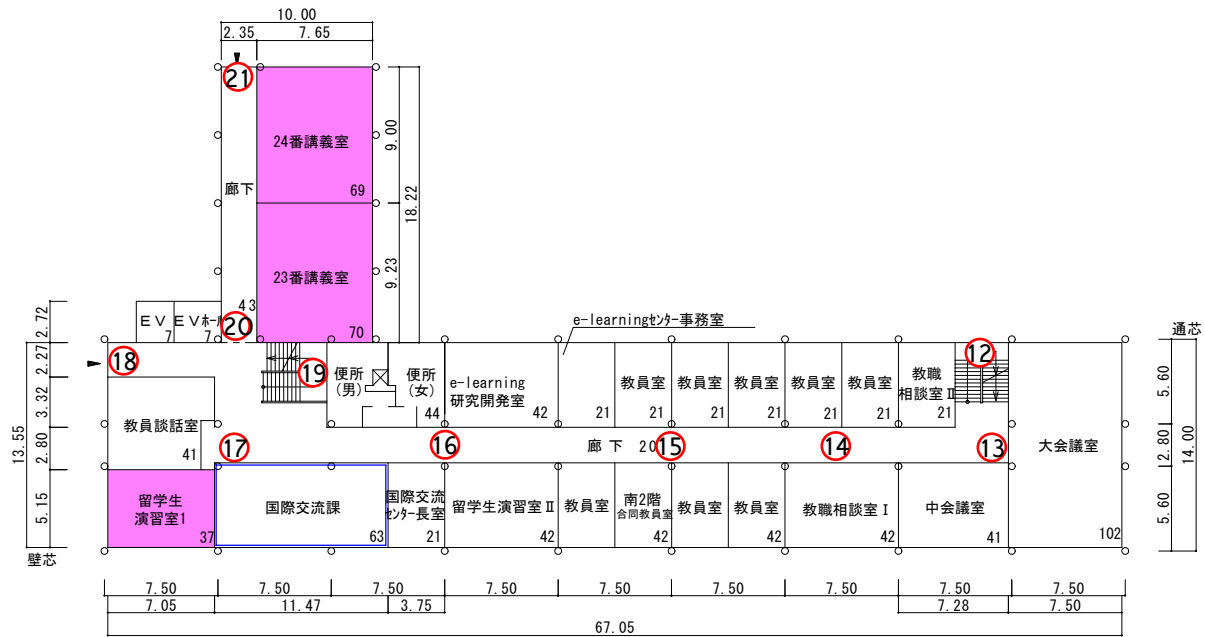 10.00
2.35
7.65
21
24番講義室
69
9.00
廊下
18.22
23番講義室
70
9.23
43
2.72
ＥＶ
7
ＥＶホール
7
20
e-learningセンター事務室
通芯
18
19
12
2.27
便所
(男)
便所
(女)
44
e-learning
研究開発室
42
21
教員室
21
教員室
21
教員室
21
教員室
21
教員室
21
教職
相談室Ⅱ
21
5.60
3.32
13.55
教員談話室
41
17
16
廊下
20
15
14
13
大会議室
102
2.80
2.80
14.00
留学生
演習室1
37
国際交流課
63
国際交流
センター長室
21
留学生演習室Ⅱ
42
教員室
南2階
合同教員室
42
教員室
教員室
42
教職相談室Ⅰ
42
中会議室
41
5.15
5.60
壁芯
7.50
7.50
7.50
7.50
7.50
7.50
7.50
7.50
7.50
7.05
11.47
3.75
7.28
7.50
67.05